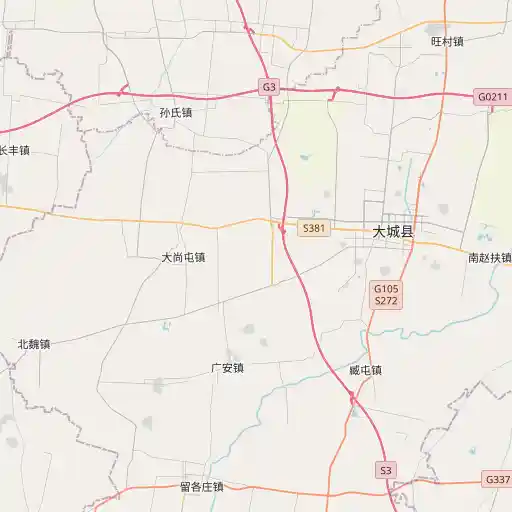 旺村镇
G3
G0211
孙氏镇
长丰镇
S381
大城县
大尚屯镇
南赵扶镇
G105
S272
北魏镇
广安镇
臧屯镇
S3
G337
留各庄镇